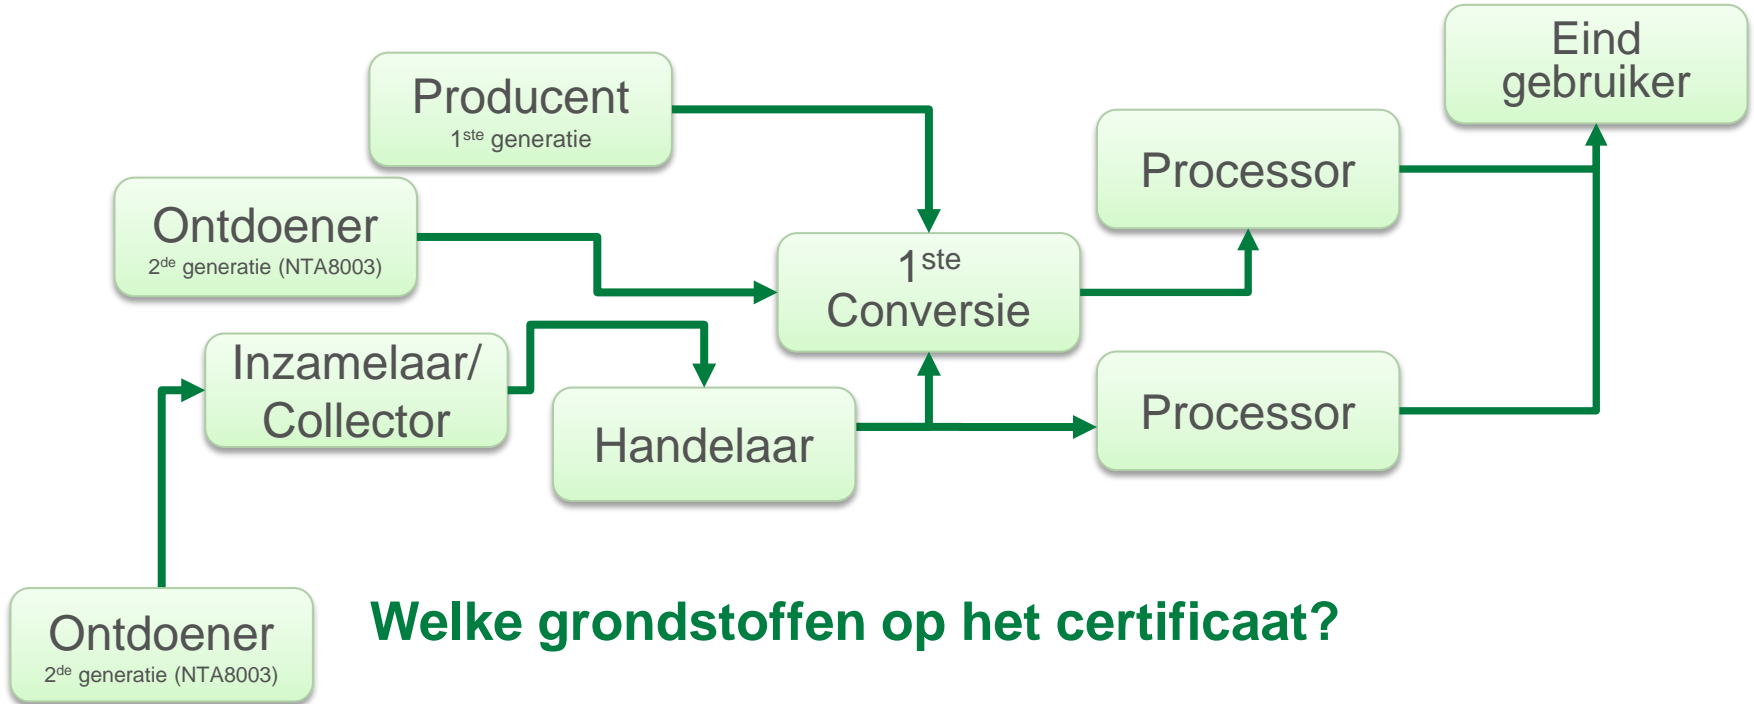 Eind
gebruiker
Producent
1ste generatie
Processor
Ontdoener
2de generatie (NTA8003)
1ste
Conversie
Inzamelaar/
Collector
Handelaar
Processor
Ontdoener
2de generatie (NTA8003)
Welke grondstoffen op het certificaat?